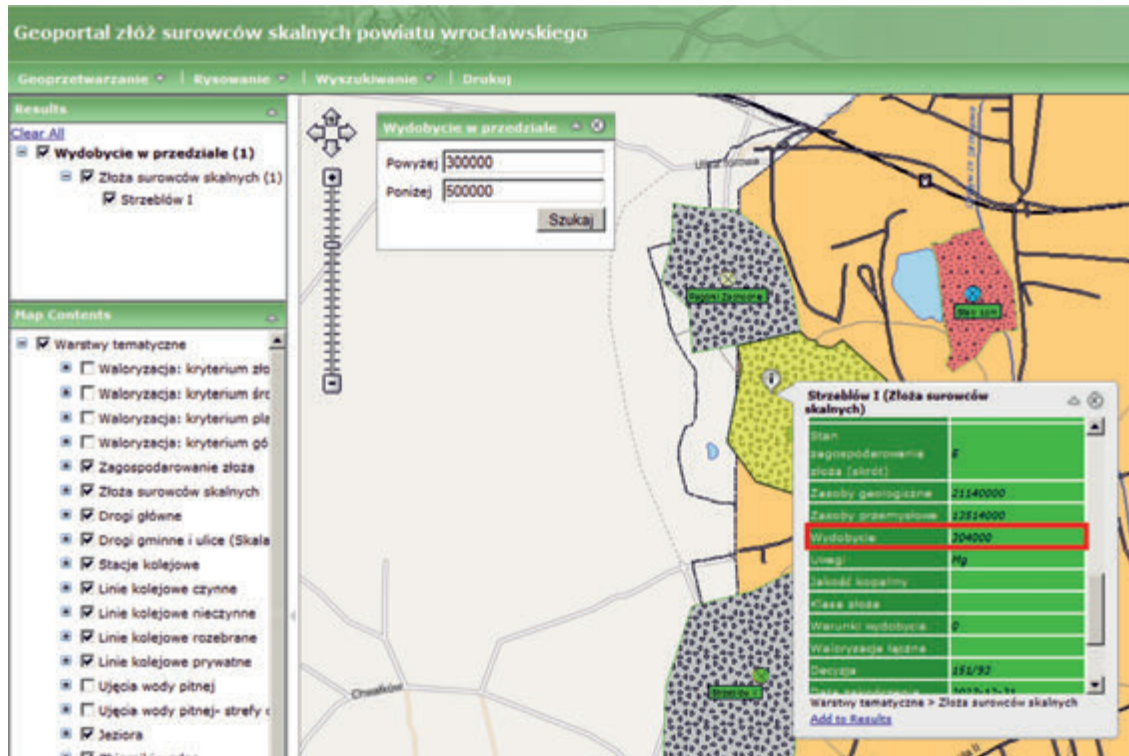 Geoportal złóż surowców skalnych powiatu wrocławskiego
Geoprzetwarzanie
Rysowanie
Wyszukiwanie
Drukuj
Results
Clear All
Wydobycie w przedziale (1)
Złoża surowców skalnych (1)
Strzeblów I
Map Contents
Warstwy tematyczne
Waloryzacja: kryterium zło
Waloryzacja: kryterium śrc
Waloryzacja: kryterium pla
Waloryzacja: kryterium gó
Zagospodarowanie złoża
Złoża surowców skalnych
Drogi główne
Drogi gminne i ulice (Skala
Stacje kolejowe
Linie kolejowe czynne
Linie kolejowe nieczynne
Linie kolejowe rozebrane
Linie kolejowe prywatne
Ujęcia wody pitnej
Ujęcia wody pitnej- strefy
Jeziora
Wydobycie w przedziale
Powyżej 300000
Poniżej 500000
Szukaj
Chwałków
Strzeblów I (Złoża surowców
skalnych)
Stan
zagospodarowania
złoża (skrót) E
Zasoby geologiczne 21140000
Zasoby przemysłowe 13514000
Wydobycie 304000
Uwagi Mg
Jakość kopaliny
Klasa złoża
Warunki wydobycia 0
Waloryzacja łączna
Decyzja 151/93
Warstwy tematyczne > Złoża surowców skalnych
Add to Results